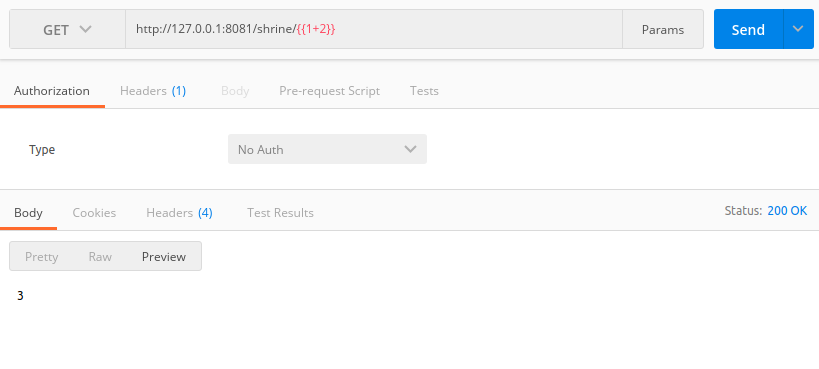 GET http://127.0.0.1:8081/shrine/{{1+2}} Params Send
Authorization Headers (1) Body Pre-request Script Tests
Type No Auth
Body Cookies Headers (4) Test Results Status: 200 OK
Pretty Raw Preview
3